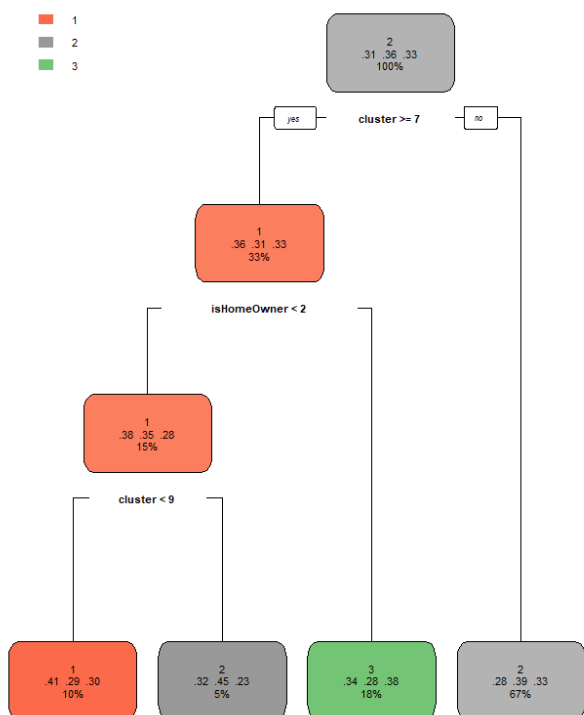 1
2
3
2
.31 .36 .33
100%
yes
cluster >= 7
no
1
.36 .31 .33
33%
isHomeOwner < 2
1
.38 .35 .28
15%
cluster < 9
1
.41 .29 .30
10%
2
.32 .45 .23
5%
3
.34 .28 .38
18%
2
.28 .39 .33
67%